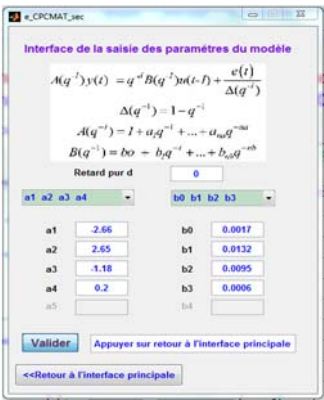 e_CPCMAT_sec
Interface de la saisie des paramétres du modèle
A(q⁻¹)y(t) = q⁻ᵈB(q⁻¹)u(t-1) + e(t)/Δ(q⁻¹)
Δ(q⁻¹) = 1 - q⁻¹
A(q⁻¹) = 1 + a₁q⁻¹ + ... + aₙₐq⁻ⁿᵃ
B(q⁻¹) = bo + b₁q⁻¹ + ... + bₙᵦq⁻ⁿᵇ
Retard pur d 0
a1 a2 a3 a4 b0 b1 b2 b3
a1 -2.66 b0 0.0017
a2 2.65 b1 0.0132
a3 -1.18 b2 0.0095
a4 0.2 b3 0.0006
a5 b4
Valider Appuyer sur retour à l'interface principale
<<Retour à l'interface principale